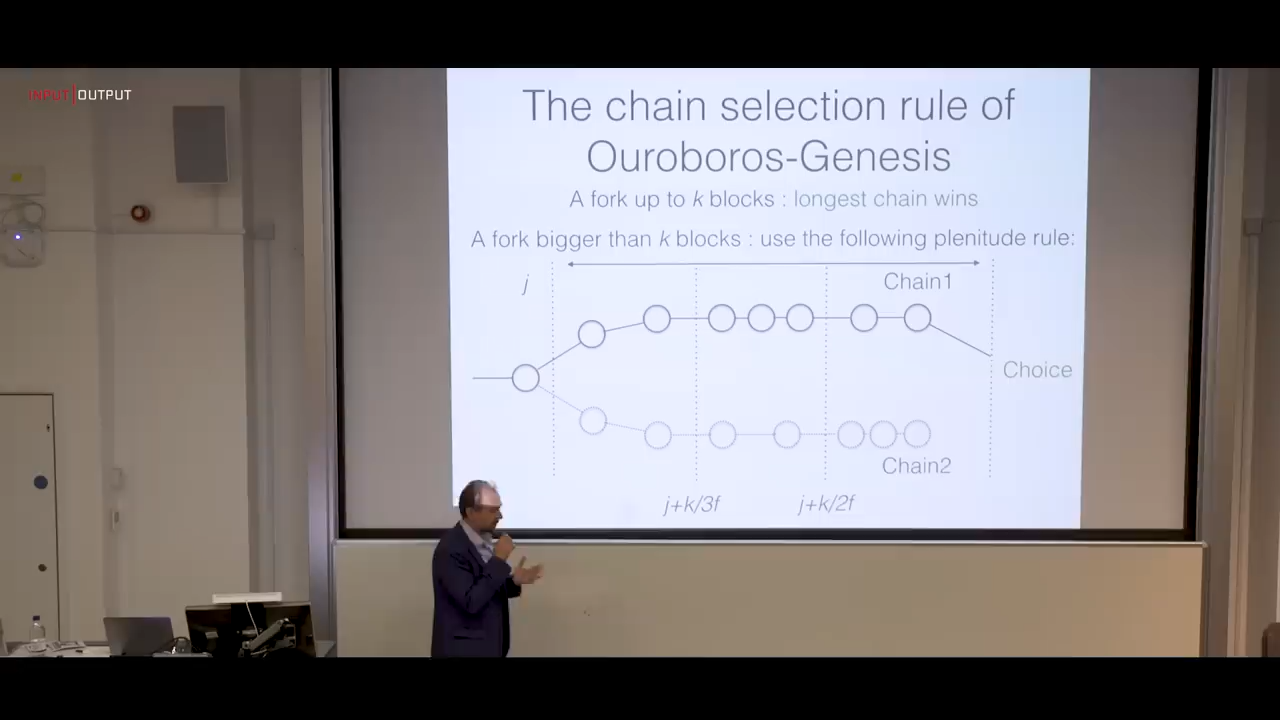 INPUT|OUTPUT
The chain selection rule of
Ouroboros-Genesis
A fork up to k blocks : longest chain wins
A fork bigger than k blocks : use the following plenitude rule:
j
Chain1
Choice
Chain2
j+k/3f
j+k/2f